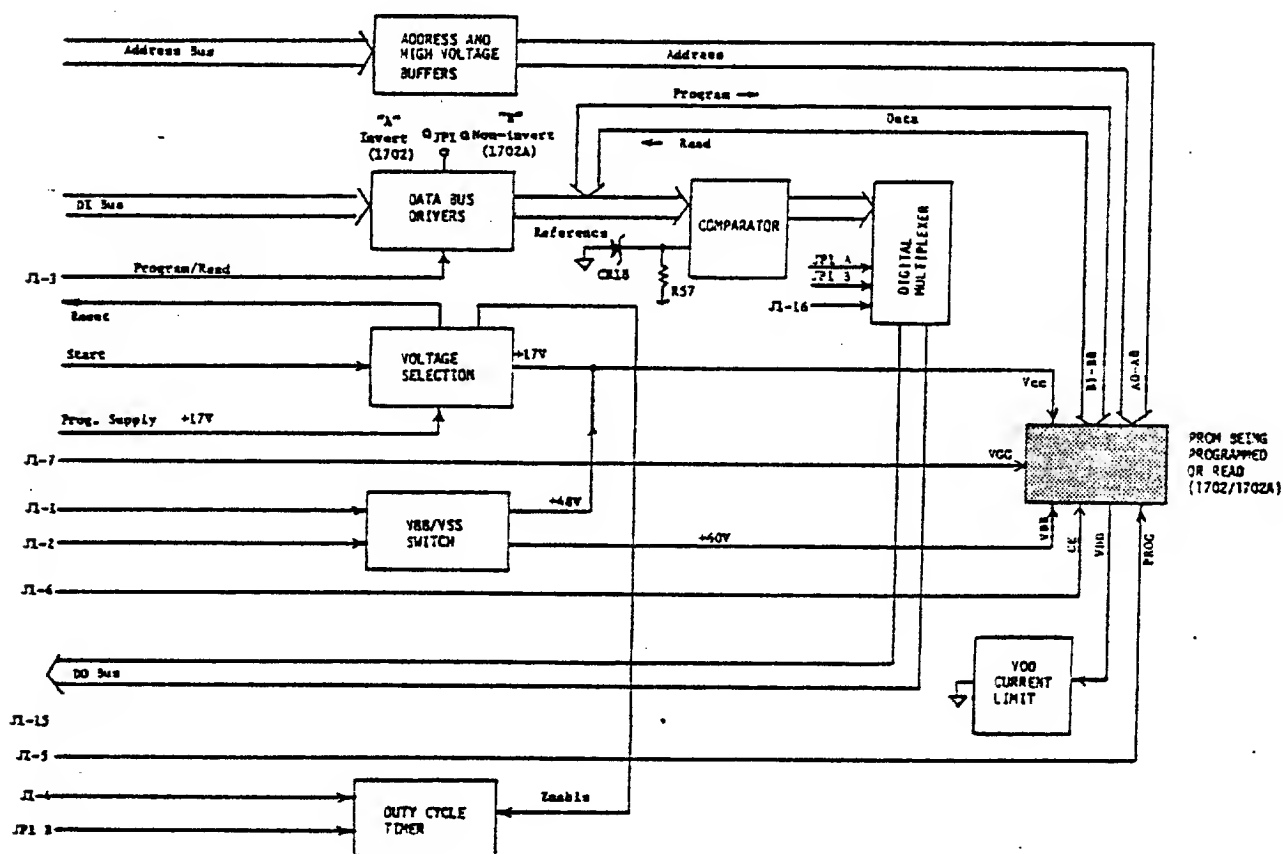 ADDRESS AND
HIGH VOLTAGE
BUFFERS
Address Bus
Address
Program
Data
Read
"A"
Invert
(1702)
JP1
Non-invert
(1702A)
DI Bus
DATA BUS
DRIVERS
Reference
COMPARATOR
DIGITAL
MULTIPLEXER
CR18
R57
JP1 A
JP1 B
J1-16
J1-3
Program/Read
Reset
Start
VOLTAGE
SELECTION
+17V
Prog. Supply +17V
Vcc
B1-B8
A0-A8
J1-7
VGG
PROM BEING
PROGRAMMED
OR READ
(1702/1702A)
J1-1
J1-2
VBB/VSS
SWITCH
+48V
+60V
VBB
CE
VDD
PROG
J1-6
DO Bus
VDD
CURRENT
LIMIT
J1-15
J1-5
J1-4
JP1 B
DUTY CYCLE
TIMER
Enable